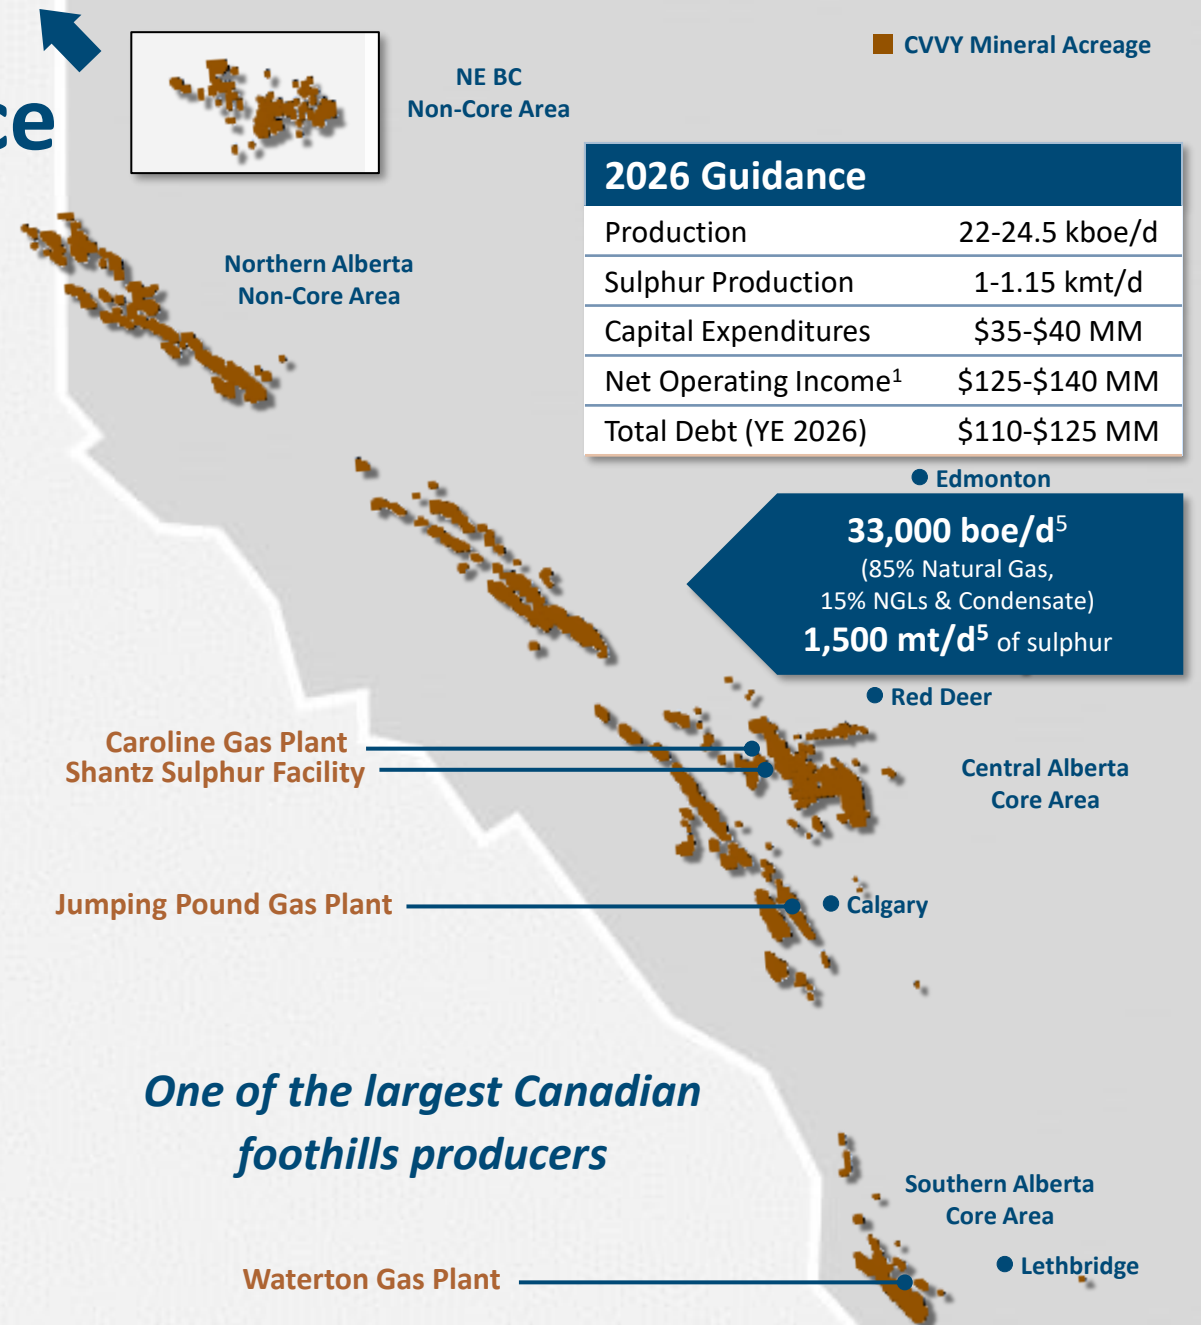 CVVY Mineral Acreage
NE BC
Non-Core Area
2026 Guidance
Production 22-24.5 kboe/d
Sulphur Production 1-1.15 kmt/d
Capital Expenditures $35-$40 MM
Net Operating Income¹ $125-$140 MM
Total Debt (YE 2026) $110-$125 MM
Northern Alberta
Non-Core Area
Edmonton
33,000 boe/d⁵
(85% Natural Gas,
15% NGLs & Condensate)
1,500 mt/d⁵ of sulphur
Red Deer
Caroline Gas Plant
Shantz Sulphur Facility
Central Alberta
Core Area
Jumping Pound Gas Plant
Calgary
One of the largest Canadian
foothills producers
Southern Alberta
Core Area
Lethbridge
Waterton Gas Plant